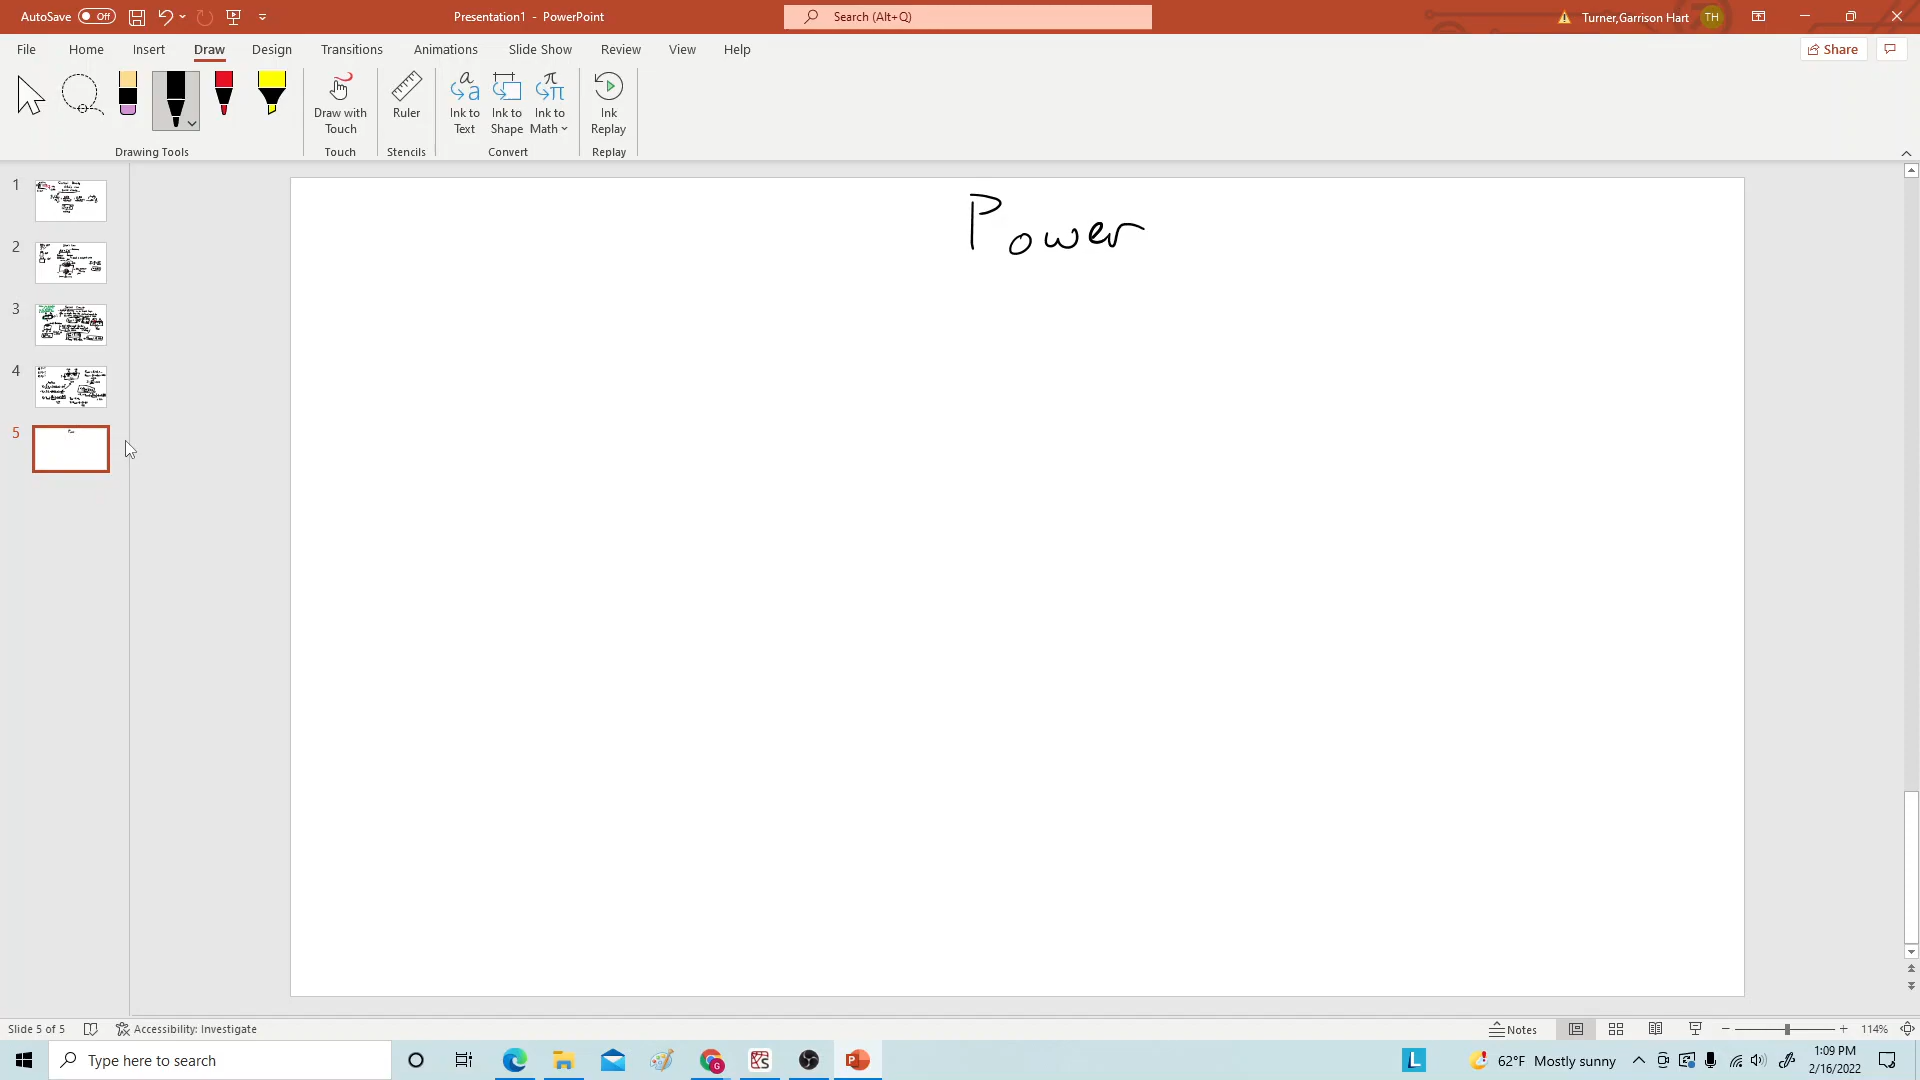 AutoSave Off Presentation1 - PowerPoint Search (Alt+Q) Turner,Garrison Hart TH
File Home Insert Draw Design Transitions Animations Slide Show Review View Help Share
Draw with Touch
Ruler
Ink to Text
Ink to Shape
Ink to Math
Ink Replay
Drawing Tools Touch Stencils Convert Replay
1
2
3
4
5
Power
Slide 5 of 5 Accessibility: Investigate Notes 114%
Type here to search L 62°F Mostly sunny 1:09 PM
2/16/2022